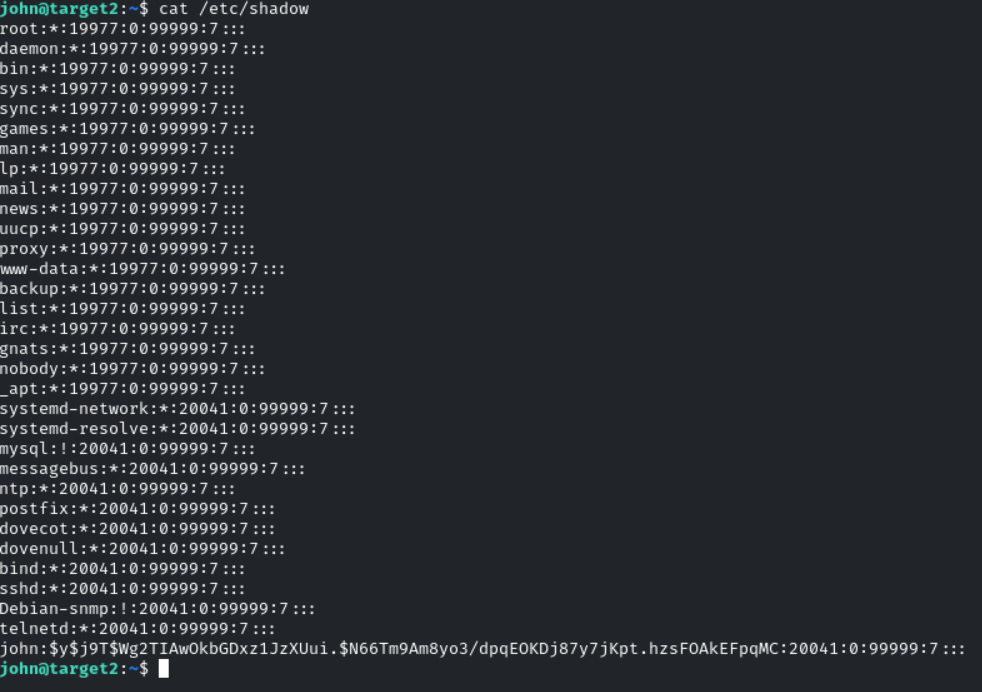 john@target2:~$ cat /etc/shadow
root:*:19977:0:99999:7:::
daemon:*:19977:0:99999:7:::
bin:*:19977:0:99999:7:::
sys:*:19977:0:99999:7:::
sync:*:19977:0:99999:7:::
games:*:19977:0:99999:7:::
man:*:19977:0:99999:7:::
lp:*:19977:0:99999:7:::
mail:*:19977:0:99999:7:::
news:*:19977:0:99999:7:::
uucp:*:19977:0:99999:7:::
proxy:*:19977:0:99999:7:::
www-data:*:19977:0:99999:7:::
backup:*:19977:0:99999:7:::
list:*:19977:0:99999:7:::
irc:*:19977:0:99999:7:::
gnats:*:19977:0:99999:7:::
nobody:*:19977:0:99999:7:::
_apt:*:19977:0:99999:7:::
systemd-network:*:20041:0:99999:7:::
systemd-resolve:*:20041:0:99999:7:::
mysql:!:20041:0:99999:7:::
messagebus:*:20041:0:99999:7:::
ntp:*:20041:0:99999:7:::
postfix:*:20041:0:99999:7:::
dovecot:*:20041:0:99999:7:::
dovenull:*:20041:0:99999:7:::
bind:*:20041:0:99999:7:::
sshd:*:20041:0:99999:7:::
Debian-snmp:!:20041:0:99999:7:::
telnetd:*:20041:0:99999:7:::
john:$y$j9T$Wg2TIAwOkbGDxz1JzXUui.$N66Tm9Am8yo3/dpqEOKDj87y7jKpt.hzsFOAkEFpqMC:20041:0:99999:7:::
john@target2:~$